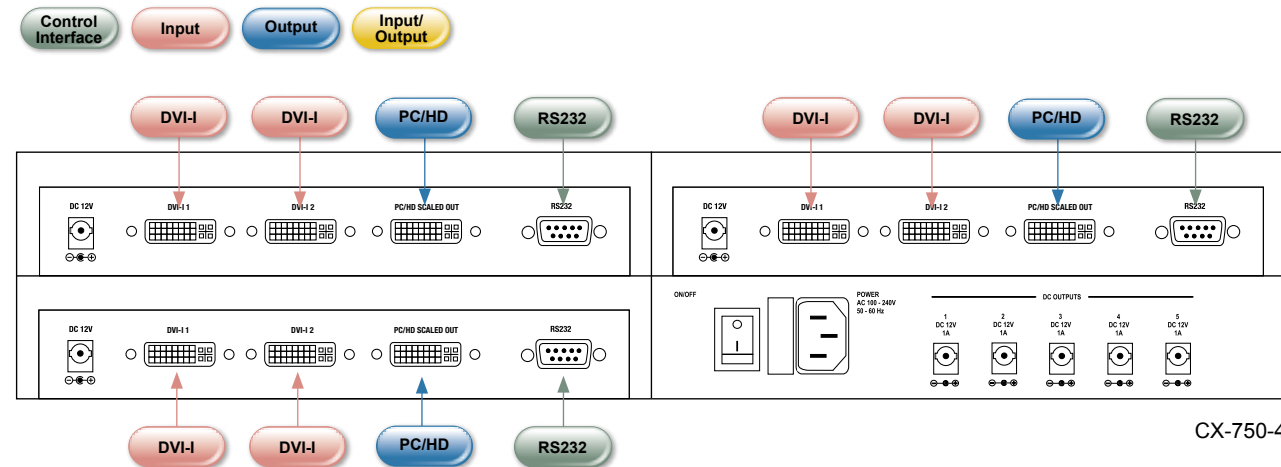 Control
Interface
Input
Output
Input/
Output
DVI-I DVI-I PC/HD RS232 DVI-I DVI-I PC/HD RS232
DC 12V DVI-I 1 DVI-I 2 PC/HD SCALED OUT RS232
DC 12V DVI-I 1 DVI-I 2 PC/HD SCALED OUT RS232
DC 12V DVI-I 1 DVI-I 2 PC/HD SCALED OUT RS232
ON/OFF
POWER
AC 100 - 240V
50 - 60 Hz
DC OUTPUTS
1
DC 12V
1A
2
DC 12V
1A
3
DC 12V
1A
4
DC 12V
1A
5
DC 12V
1A
DVI-I DVI-I PC/HD RS232
CX-750-4